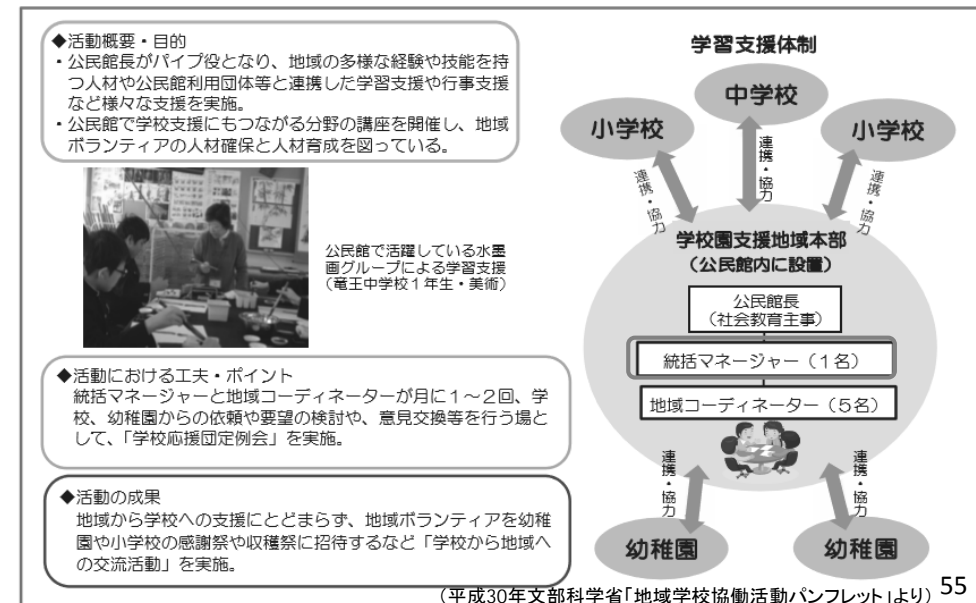 ◆活動概要・目的
・公民館長がパイプ役となり、地域の多様な経験や技能を持
つ人材や公民館利用団体等と連携した学習支援や行事支援
など様々な支援を実施。
・公民館で学校支援にもつながる分野の講座を開催し、地域
ボランティアの人材確保と人材育成を図っている。
公民館で活躍している水墨
画グループによる学習支援
（竜王中学校１年生・美術）
◆活動における工夫・ポイント
統括マネージャーと地域コーディネーターが月に１～２回、学
校、幼稚園からの依頼や要望の検討や、意見交換等を行う場と
して、「学校応援団定例会」を実施。
◆活動の成果
地域から学校への支援にとどまらず、地域ボランティアを幼稚
園や小学校の感謝祭や収穫祭に招待するなど「学校から地域へ
の交流活動」を実施。
学習支援体制
中学校
小学校
小学校
連携・協力
連携・協力
連携・協力
学校園支援地域本部
（公民館内に設置）
公民館長
（社会教育主事）
統括マネージャー（１名）
地域コーディネーター（５名）
連携・協力
連携・協力
幼稚園
幼稚園
（平成30年文部科学省「地域学校協働活動パンフレット」より）
55